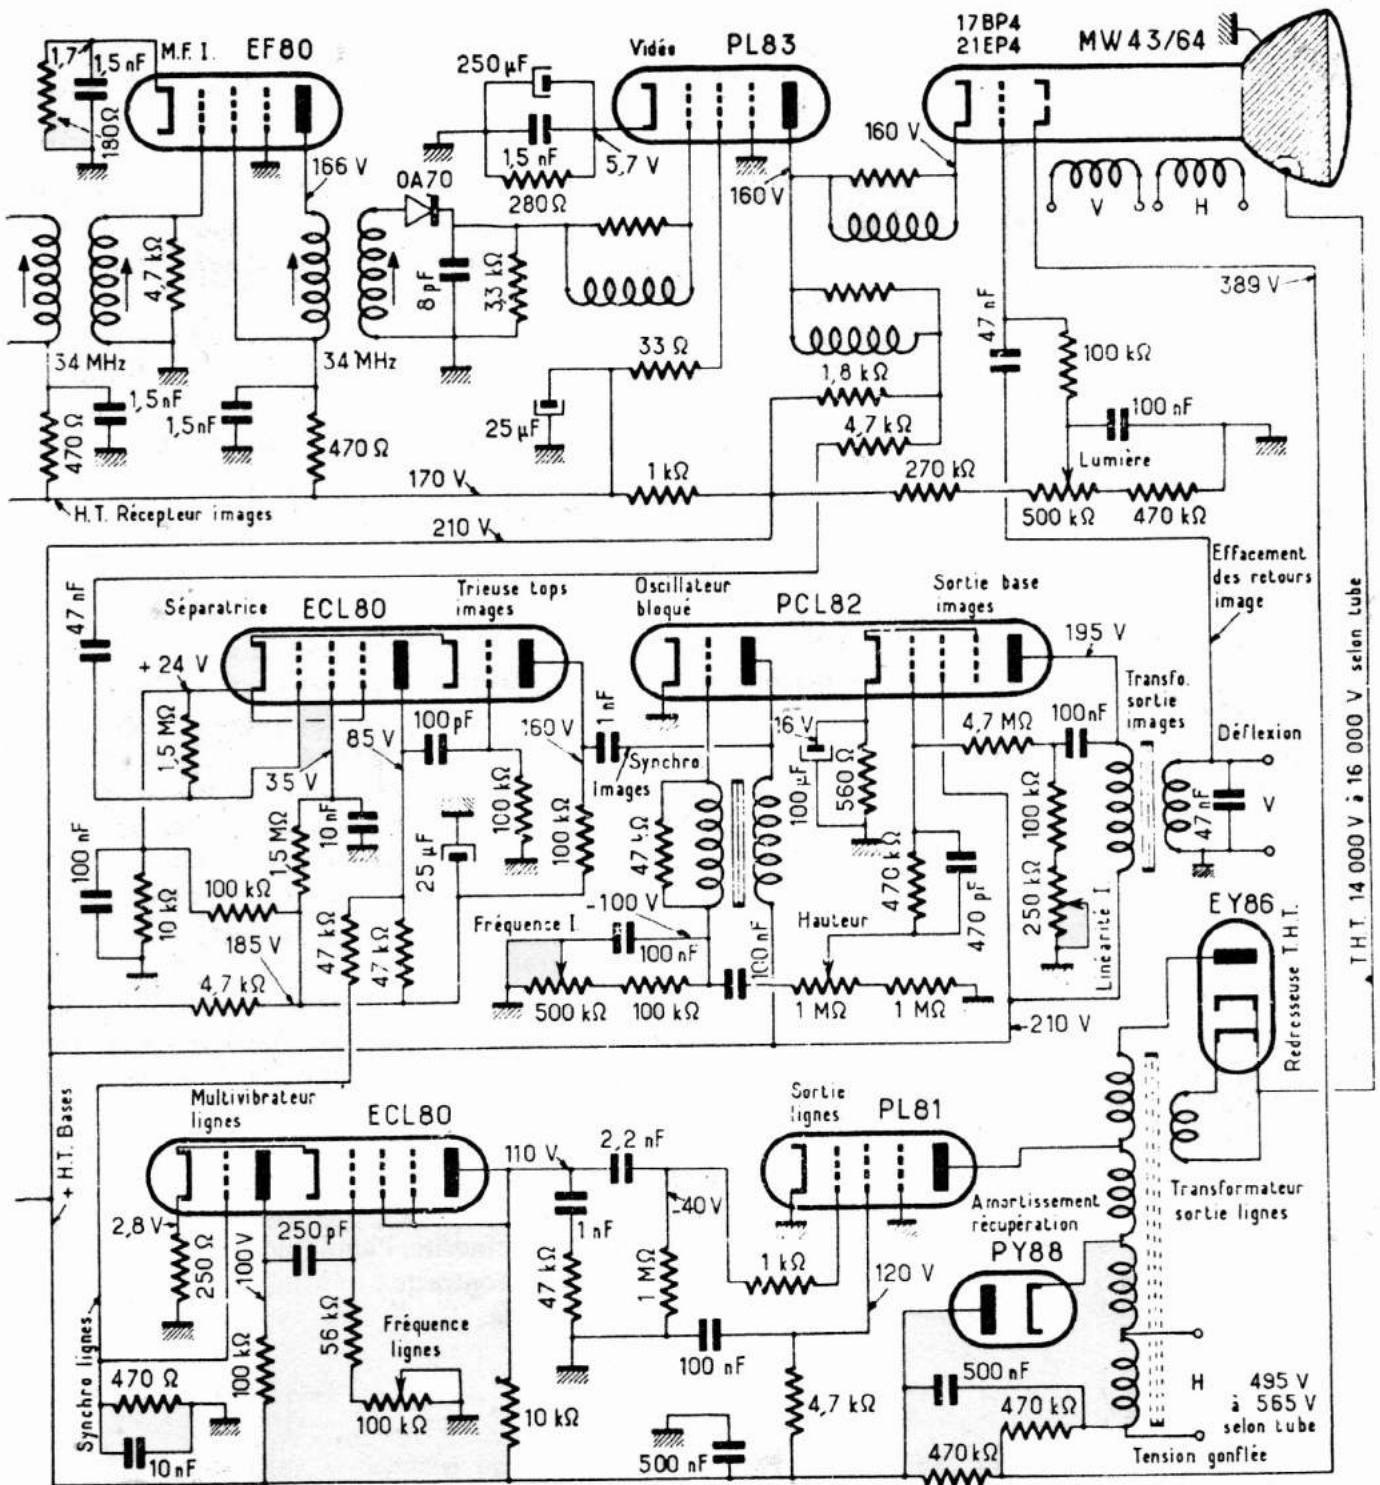 1,7
1,5 nF
180 Ω
M.F. I.
EF80
166 V
OA70
250 µF
1,5 nF
280 Ω
5,7 V
Vidéo
PL83
160 V
17BP4
21EP4
MW43/64
160 V
V
H
389 V
4,7 kΩ
34 MHz
34 MHz
8 pF
3,3 kΩ
33 Ω
25 µF
1,8 kΩ
4,7 kΩ
47 nF
100 kΩ
100 nF
Lumière
470 Ω
1,5 nF
1,5 nF
470 Ω
170 V
1 kΩ
270 kΩ
500 kΩ
470 kΩ
H.T. Récepteur images
210 V
Effacement
des retours
image
T.H.T. 14 000 V à 16 000 V selon tube
47 nF
Séparatrice
ECL80
Trieuse tops
images
Oscillateur
bloqué
PCL82
Sortie base
images
195 V
+ 24 V
1,5 MΩ
35 V
85 V
100 pF
160 V
1 nF
Synchro.
images
16 V
100 µF
560 Ω
4,7 MΩ
100 nF
Transfo.
sortie
images
Déflexion
V
47 nF
100 nF
10 kΩ
100 kΩ
1,5 MΩ
10 nF
25 µF
100 kΩ
100 kΩ
47 Ω
-100 V
470 kΩ
470 pF
100 kΩ
250 kΩ
Linéarité I.
185 V
4,7 kΩ
47 kΩ
47 kΩ
Fréquence I.
100 nF
500 kΩ
100 kΩ
100 nF
Hauteur
1 MΩ
1 MΩ
210 V
EY86
Redresseuse T.H.T.
+ H.T. Bases
Multivibrateur
lignes
ECL80
110 V
2,2 nF
Sortie
lignes
PL81
Amortissement
récupération
PY88
Transformateur
sortie lignes
2,8 V
250 Ω
100 V
250 pF
1 nF
-40 V
47 kΩ
1 MΩ
1 kΩ
120 V
Synchro lignes
470 Ω
10 nF
100 kΩ
56 kΩ
Fréquence
lignes
100 kΩ
10 kΩ
100 nF
500 nF
4,7 kΩ
500 nF
470 kΩ
470 kΩ
H
495 V
à 565 V
selon tube
Tension gonflée